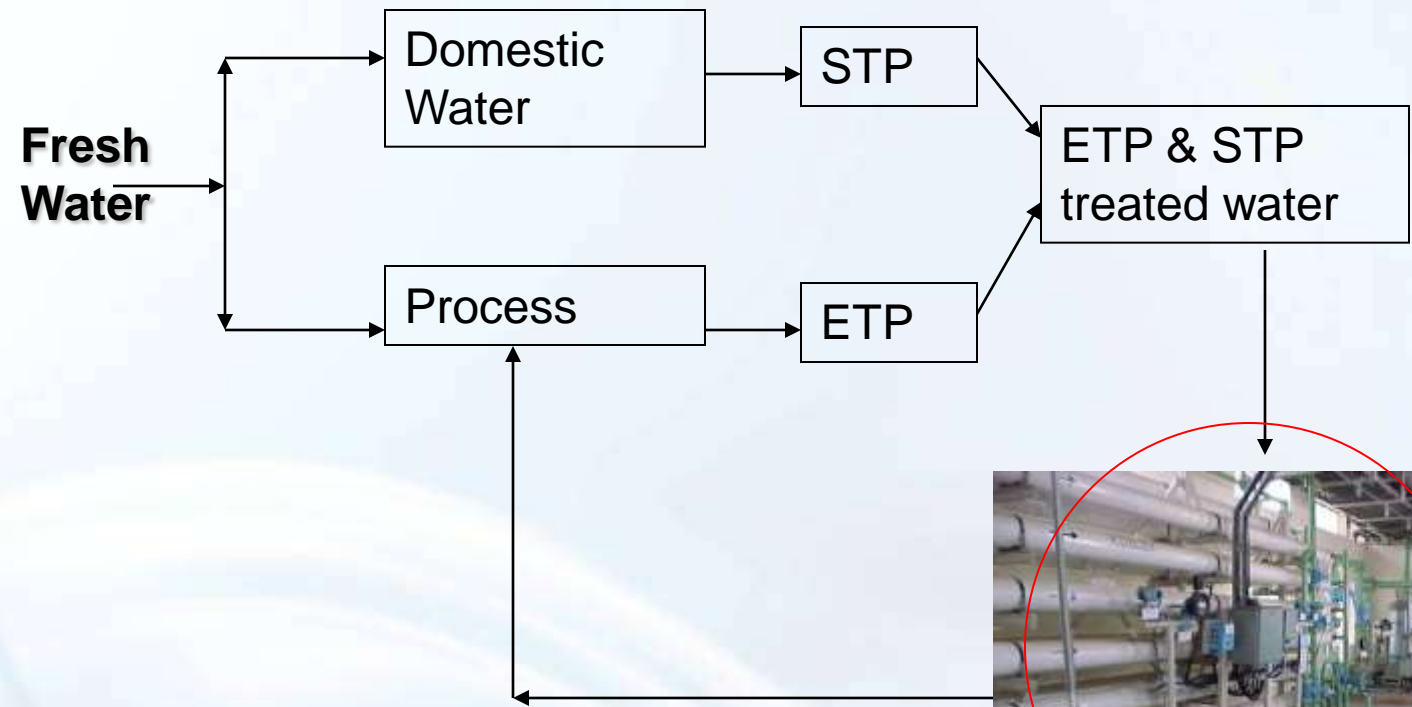 Fresh
Water
Domestic
Water
STP
ETP & STP
treated water
Process
ETP